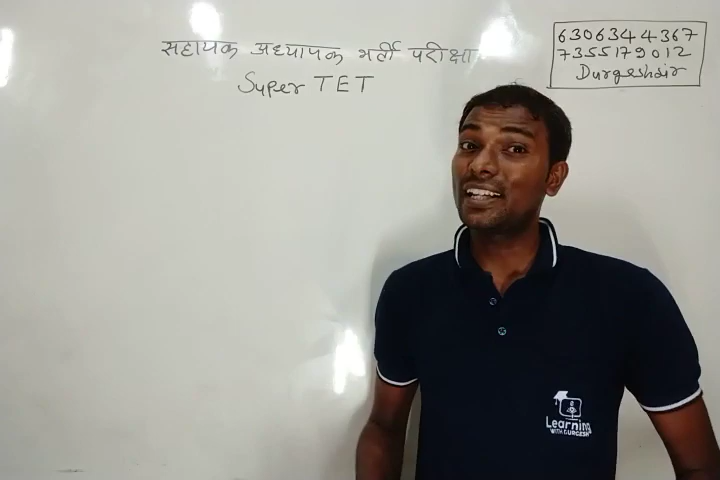 सहायक अध्यापक भर्ती परीक्षा
Super TET
6306344367
7355179012
Durgeshsir
Learning
WITH DURGESH